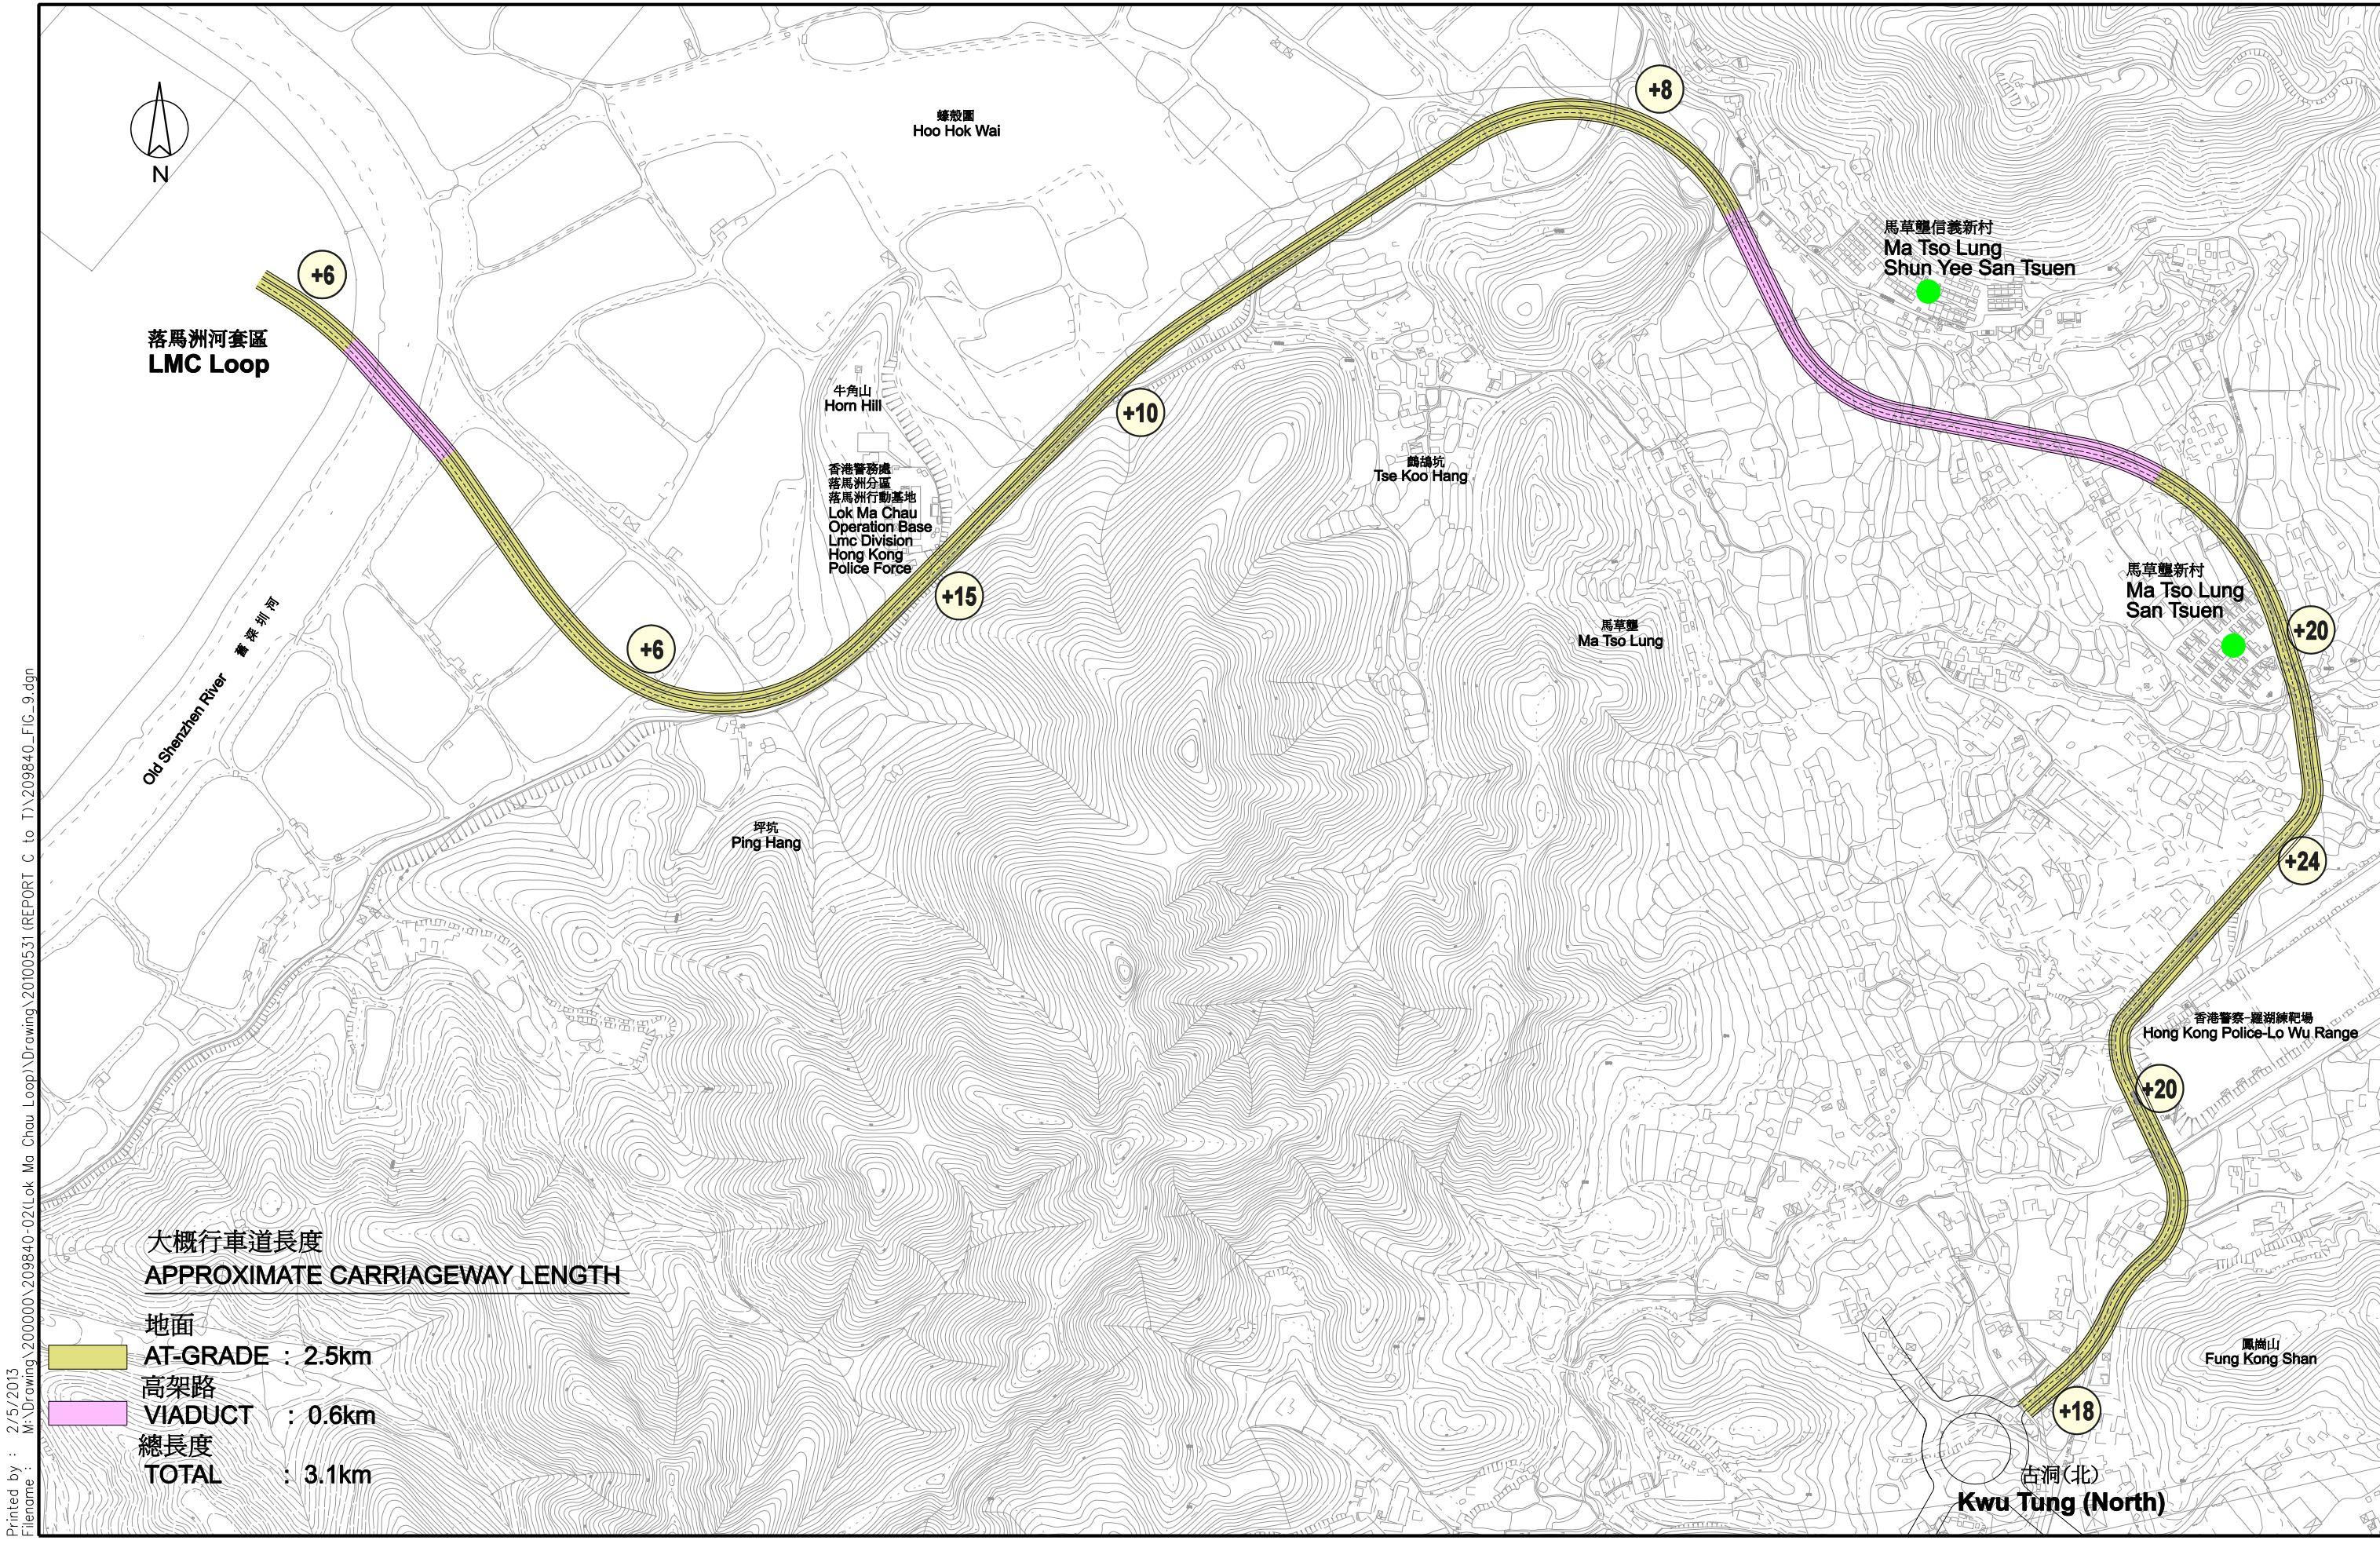 N
+6
落馬洲河套區
LMC Loop
蠔殼圍
Hoo Hok Wai
+8
馬草壟信義新村
Ma Tso Lung
Shun Yee San Tsuen
牛角山
Horn Hill
+10
香港警務處
落馬洲分區
落馬洲行動基地
Lok Ma Chau
Operation Base
Lmc Division
Hong Kong
Police Force
+15
鷓鴣坑
Tse Koo Hang
馬草壟新村
Ma Tso Lung
San Tsuen
+20
舊深圳河
Old Shenzhen River
+6
馬草壟
Ma Tso Lung
坪坑
Ping Hang
+24
香港警察-羅湖練靶場
Hong Kong Police-Lo Wu Range
+20
大概行車道長度
APPROXIMATE CARRIAGEWAY LENGTH
地面
AT-GRADE : 2.5km
高架路
VIADUCT : 0.6km
總長度
TOTAL : 3.1km
鳳崗山
Fung Kong Shan
+18
古洞(北)
Kwu Tung (North)
Printed by : 2/5/2013
Filename : M:\Drawing\200000\209840-02(Lok Ma Chau Loop)\Drawing\20100531(REPORT C to T)\209840_FIG_9.dgn